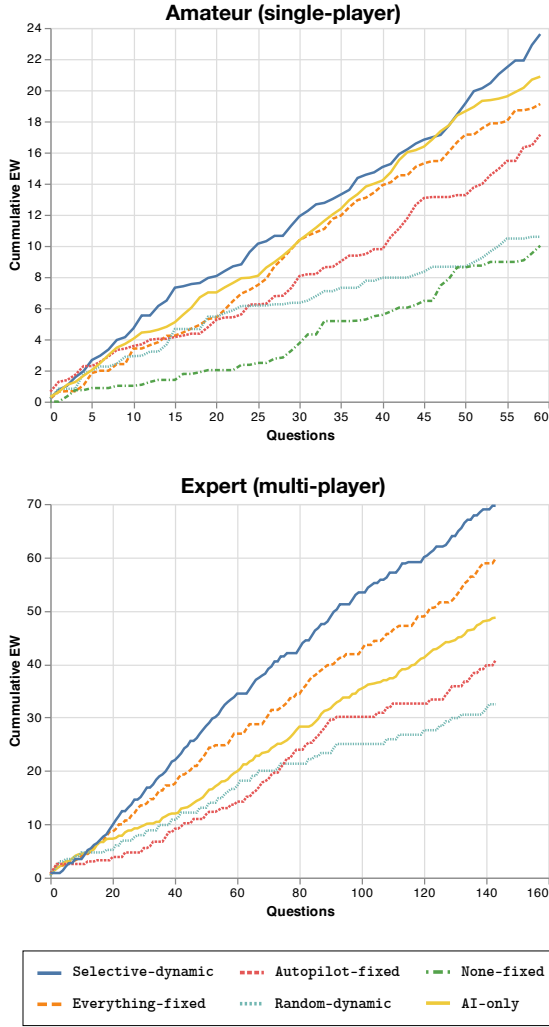 Amateur (single-player)
24
22
20
18
16
14
12
10
8
6
4
2
0
Cummulative EW
0 5 10 15 20 25 30 35 40 45 50 55 60
Questions
Expert (multi-player)
70
60
50
40
30
20
10
0
Cummulative EW
0 20 40 60 80 100 120 140 160
Questions
Selective-dynamic Autopilot-fixed None-fixed
Everything-fixed Random-dynamic AI-only